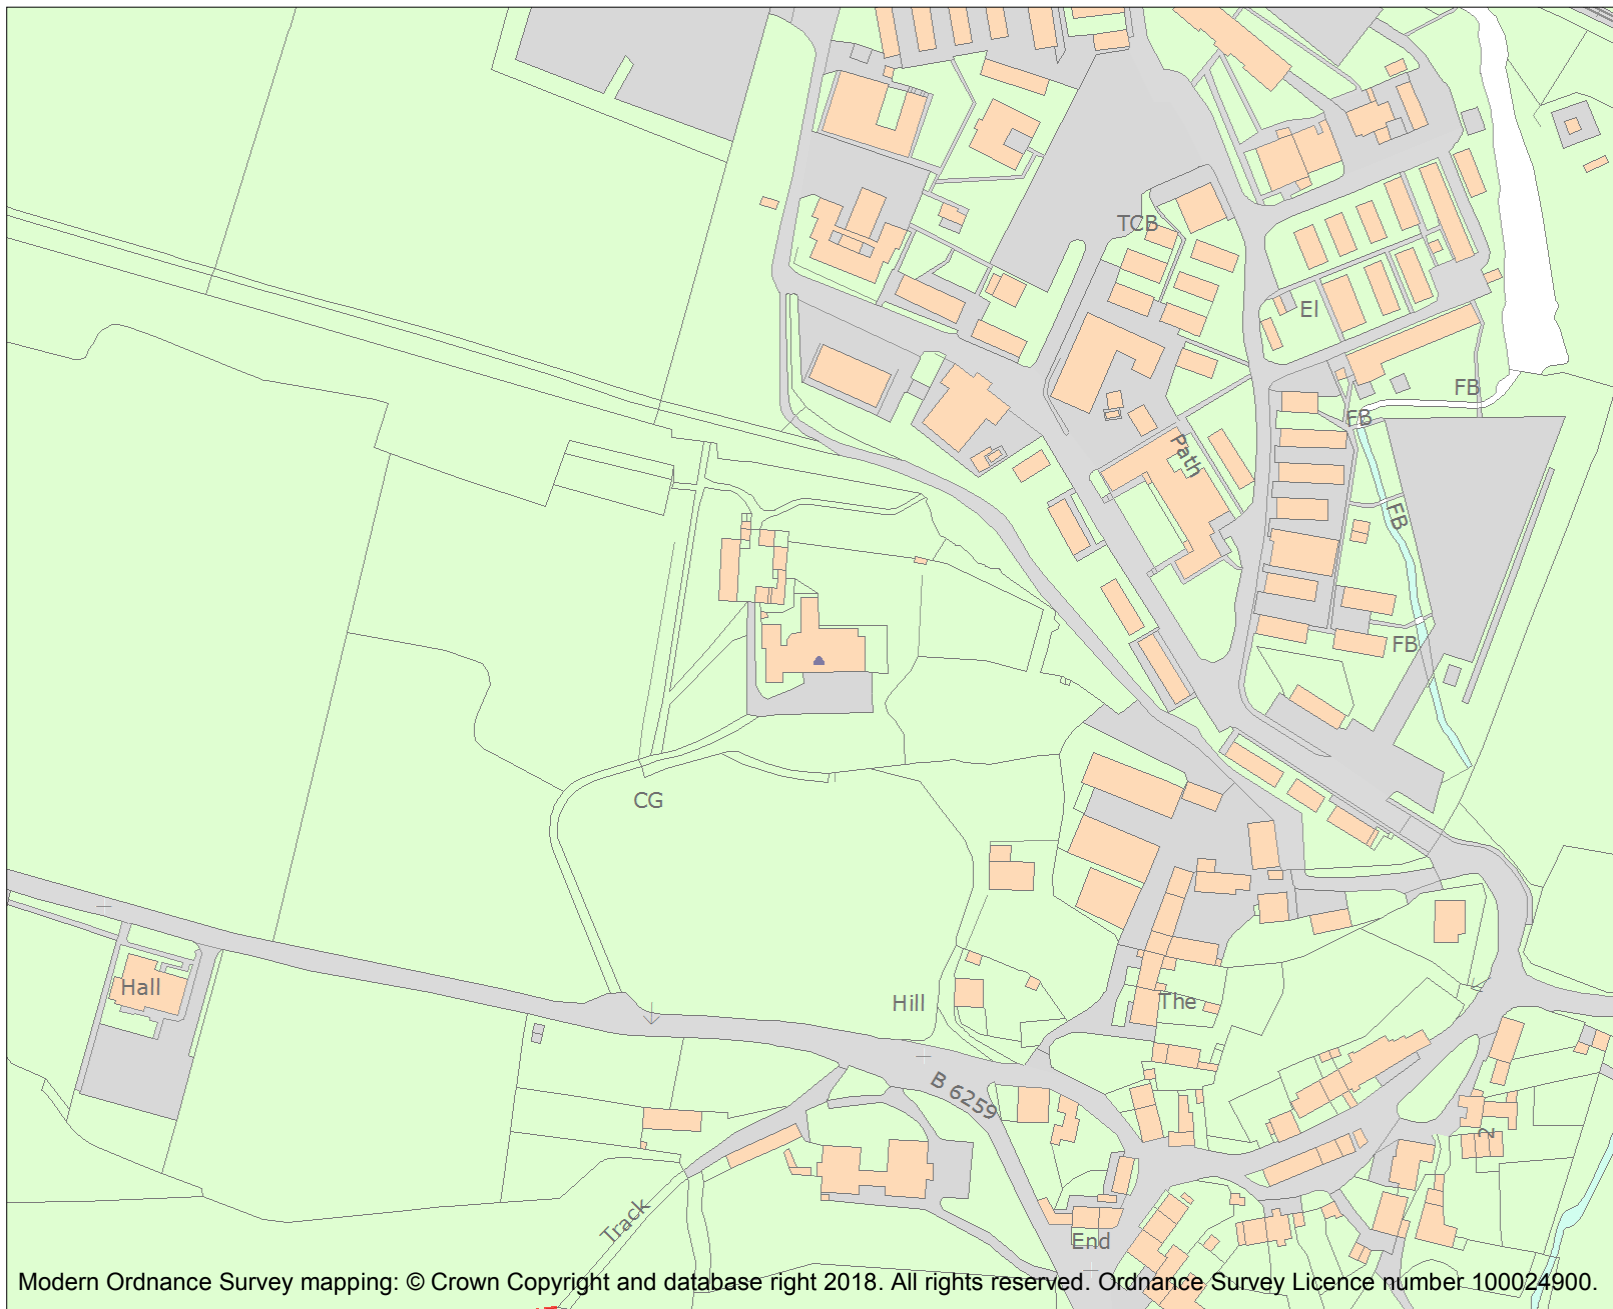 TCB
El
FB
FB
Path
FB
FB
CG
Hall
Hill
The
B 6259
2
Track
End
Modern Ordnance Survey mapping: © Crown Copyright and database right 2018. All rights reserved. Ordnance Survey Licence number 100024900.